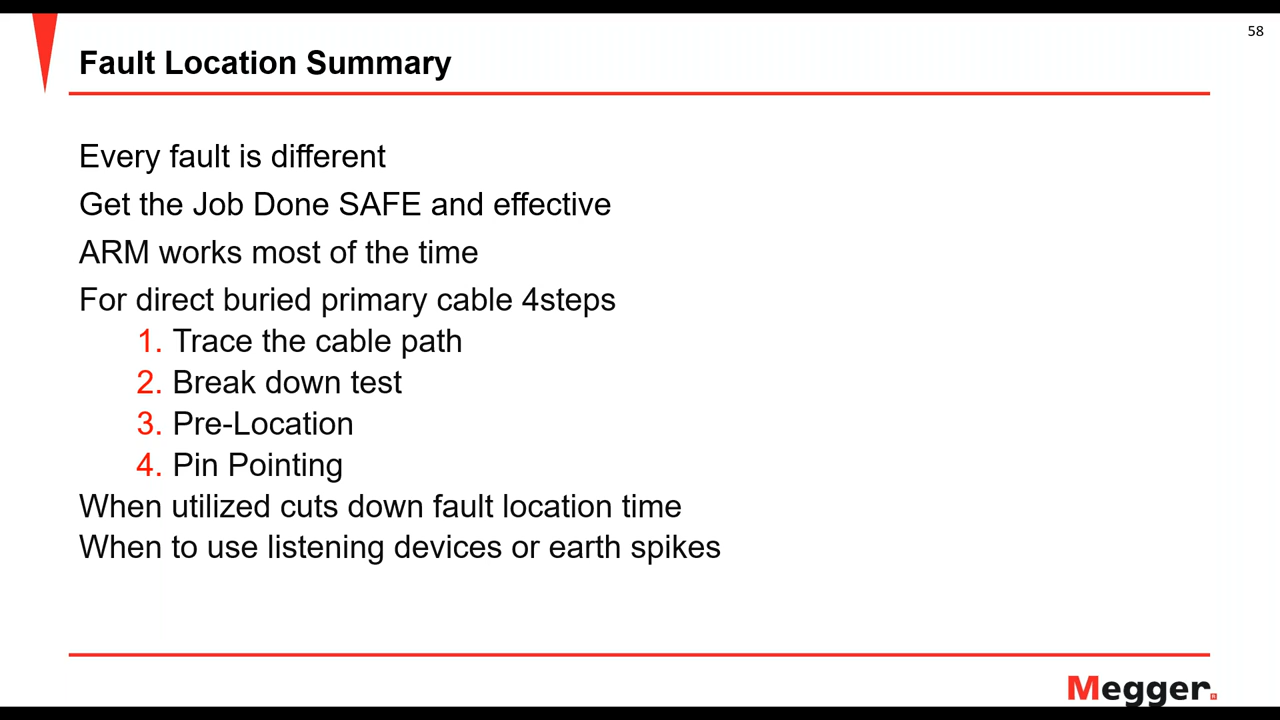 58
Fault Location Summary
Every fault is different
Get the Job Done SAFE and effective
ARM works most of the time
For direct buried primary cable 4steps
1. Trace the cable path
2. Break down test
3. Pre-Location
4. Pin Pointing
When utilized cuts down fault location time
When to use listening devices or earth spikes
Megger.